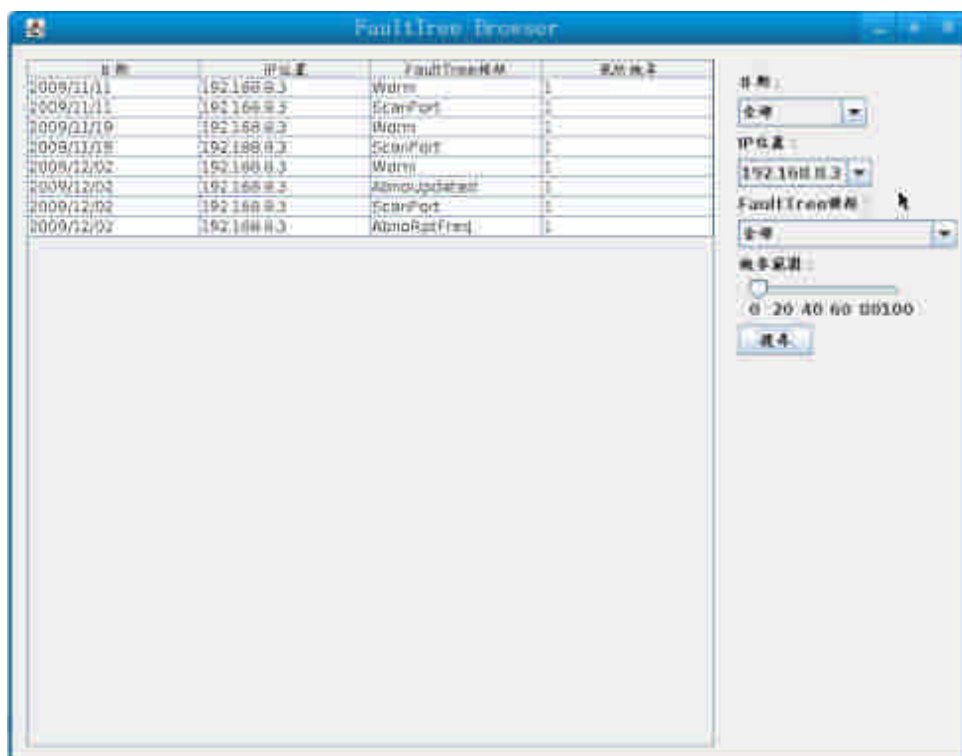 FaultTree Browser
日期 IP位置 FaultTree模組
2009/11/11 192.168.8.3 Worm 1
2009/11/11 192.168.8.3 ScanPort 1
2009/11/19 192.168.8.3 Worm 1
2009/11/19 192.168.8.3 ScanPort 1
2009/12/02 192.168.8.3 Worm 1
2009/12/02 192.168.8.3 1
2009/12/02 192.168.8.3 ScanPort 1
2009/12/02 192.168.8.3 AbnoRptFreq 1
日期:
全部
IP位置:
192.168.8.3
FaultTree模組:
全部
機率範圍:
0 20 40 60 80100
搜尋